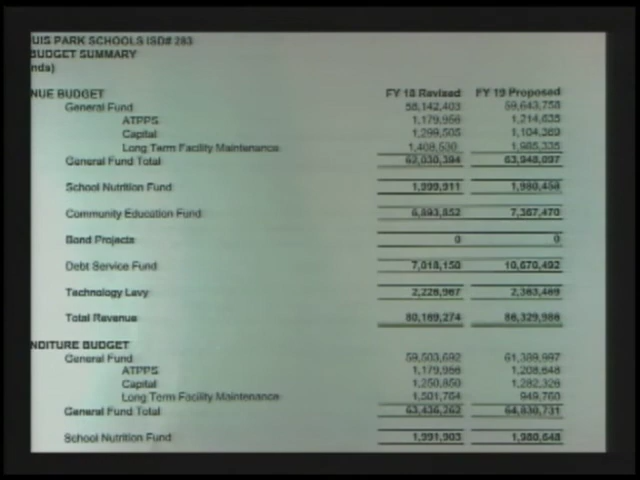 UIS PARK SCHOOLS ISD# 283
BUDGET SUMMARY
nds)
NUE BUDGET FY 18 Revised FY 19 Proposed
General Fund 58,142,403 59,643,758
ATPPS 1,179,956 1,214,635
Capital 1,299,505 1,104,369
Long Term Facility Maintenance 1,408,530 1,985,335
General Fund Total 62,030,394 63,948,097
School Nutrition Fund 1,999,911 1,980,458
Community Education Fund 6,893,852 7,367,470
Bond Projects 0 0
Debt Service Fund 7,018,150 10,670,492
Technology Levy 2,226,967 2,363,469
Total Revenue 80,169,274 86,329,986
NDITURE BUDGET
General Fund 59,503,692 61,389,997
ATPPS 1,179,956 1,208,648
Capital 1,250,850 1,282,326
Long Term Facility Maintenance 1,501,764 949,760
General Fund Total 63,436,262 64,830,731
School Nutrition Fund 1,991,903 1,980,648